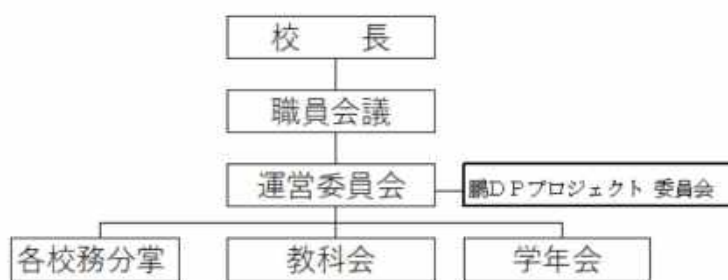 校　　長
職員会議
運営委員会
鵬ＤＰプロジェクト 委員会
各校務分掌
教科会
学年会